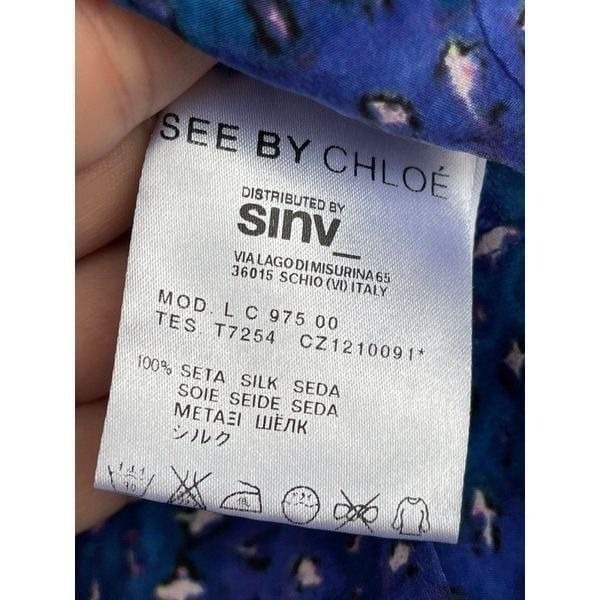 SEE BY CHLOÉ
DISTRIBUTED BY
sinv_
VIA LAGO DI MISURINA 65
36015 SCHIO (VI) ITALY
MOD. L C 975 00
TES. T7254 CZ1210091*
100% SETA SILK SEDA
SOIE SEIDE SEDA
ΜΕΤΑΞΙ ШЁЛК
シルク